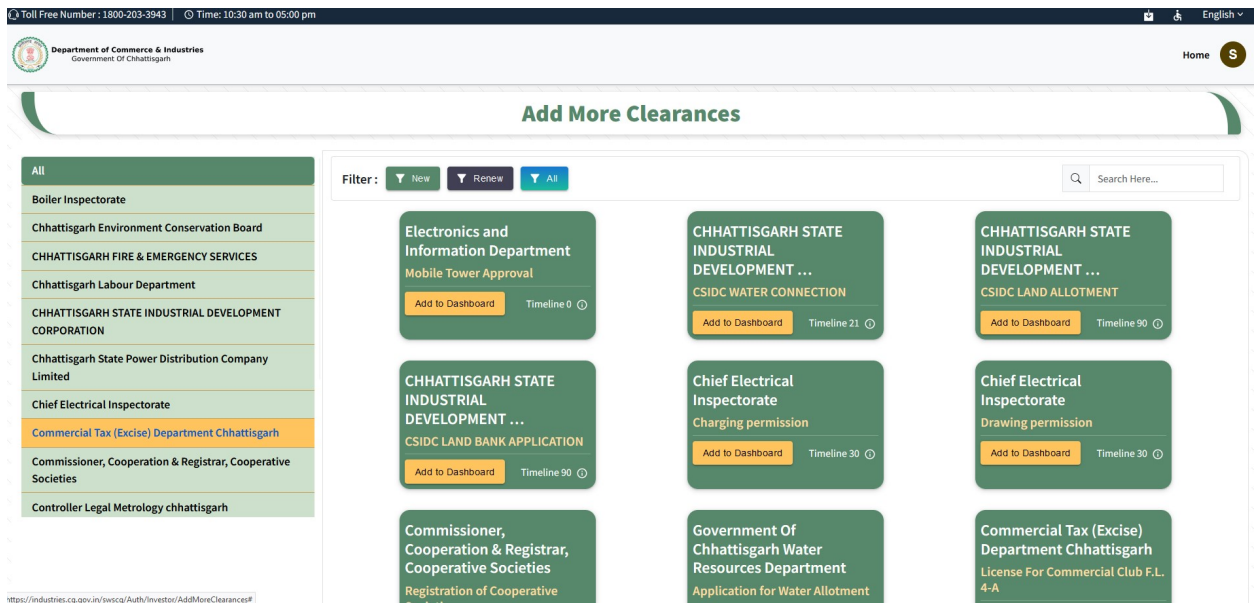 Toll Free Number : 1800-203-3943 | Time: 10:30 am to 05:00 pm
English
Department of Commerce & Industries
Government Of Chhattisgarh
Home
S
Add More Clearances
All
Boiler Inspectorate
Chhattisgarh Environment Conservation Board
CHHATTISGARH FIRE & EMERGENCY SERVICES
Chhattisgarh Labour Department
CHHATTISGARH STATE INDUSTRIAL DEVELOPMENT
CORPORATION
Chhattisgarh State Power Distribution Company
Limited
Chief Electrical Inspectorate
Commercial Tax (Excise) Department Chhattisgarh
Commissioner, Cooperation & Registrar, Cooperative
Societies
Controller Legal Metrology chhattisgarh
Filter :
New
Renew
All
Search Here...
Electronics and
Information Department
Mobile Tower Approval
Add to Dashboard
Timeline 0
CHHATTISGARH STATE
INDUSTRIAL
DEVELOPMENT ...
CSIDC WATER CONNECTION
Add to Dashboard
Timeline 21
CHHATTISGARH STATE
INDUSTRIAL
DEVELOPMENT ...
CSIDC LAND ALLOTMENT
Add to Dashboard
Timeline 90
CHHATTISGARH STATE
INDUSTRIAL
DEVELOPMENT ...
CSIDC LAND BANK APPLICATION
Add to Dashboard
Timeline 90
Chief Electrical
Inspectorate
Charging permission
Add to Dashboard
Timeline 30
Chief Electrical
Inspectorate
Drawing permission
Add to Dashboard
Timeline 30
Commissioner,
Cooperation & Registrar,
Cooperative Societies
Registration of Cooperative
Government Of
Chhattisgarh Water
Resources Department
Application for Water Allotment
Commercial Tax (Excise)
Department Chhattisgarh
License For Commercial Club F.L.
4-A
https://industries.cg.gov.in/swscg/Auth/Investor/AddMoreClearances#